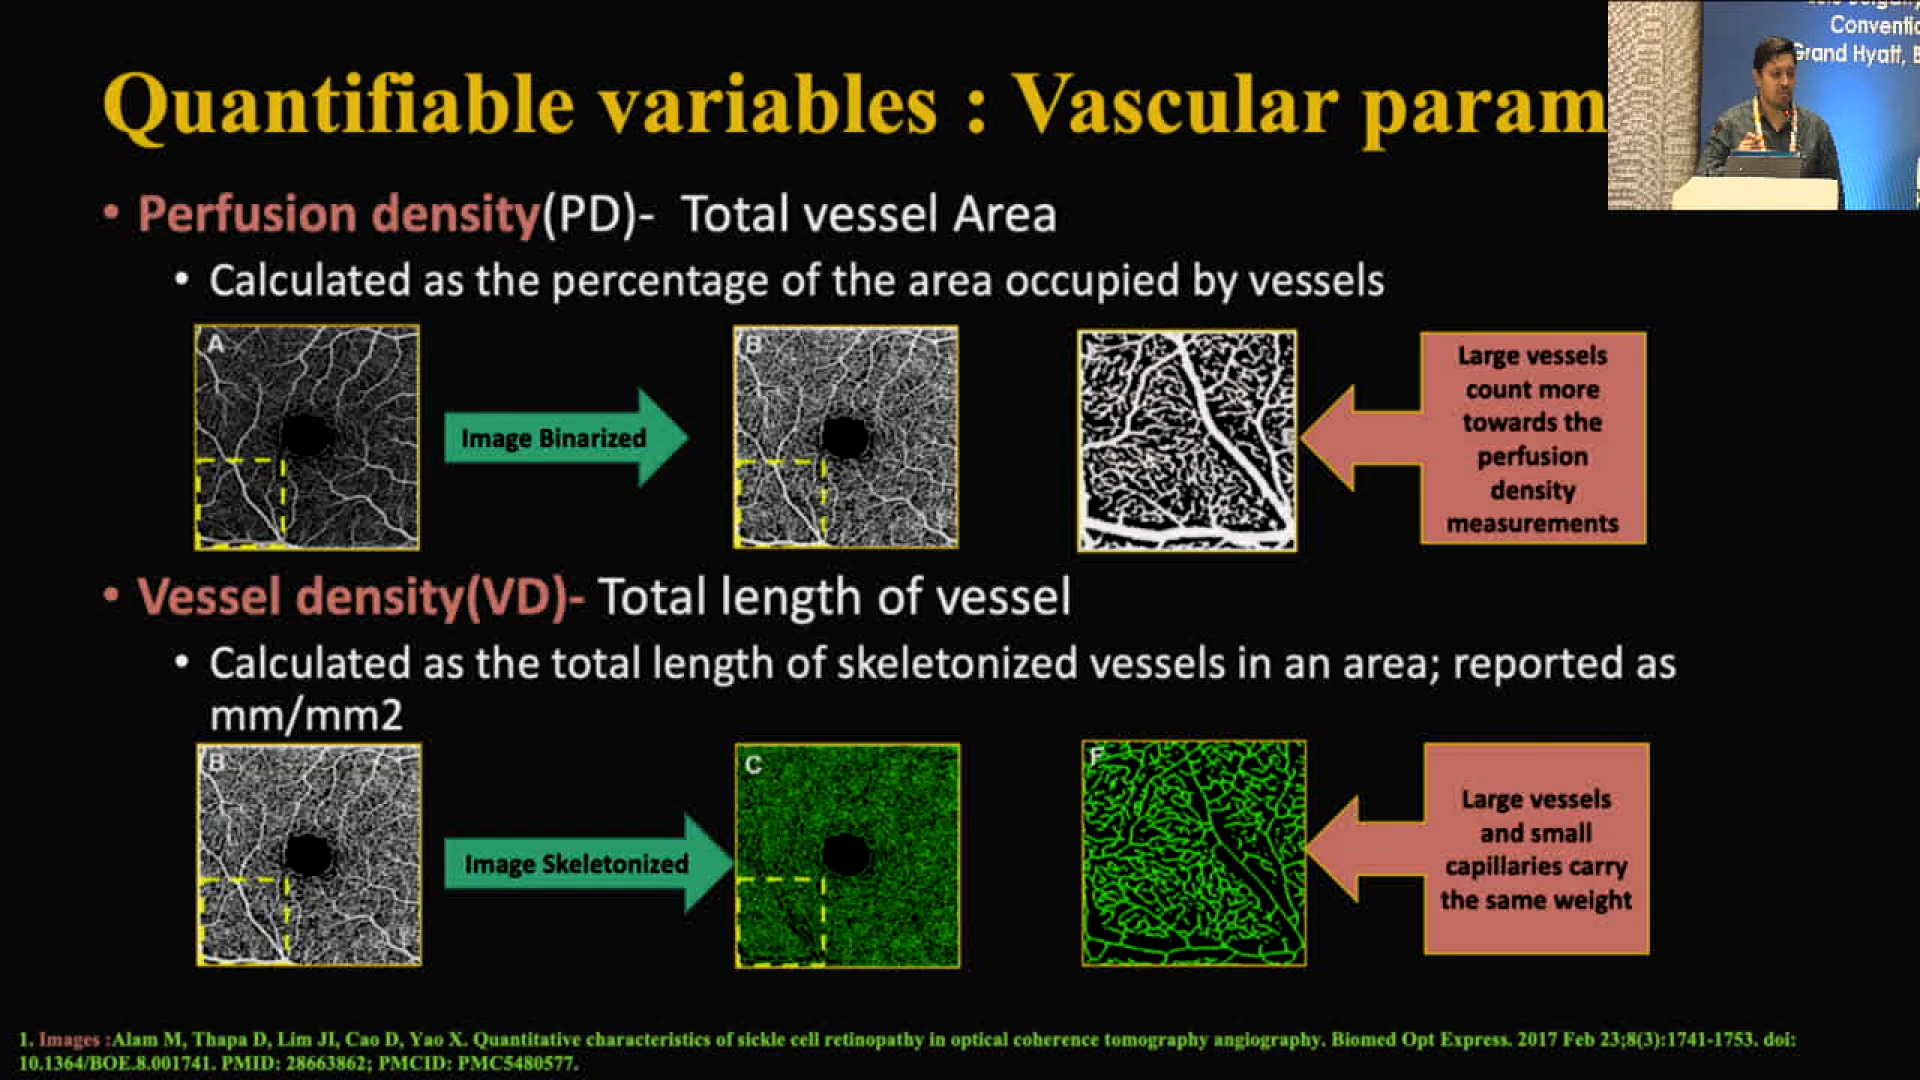 Conventio
Grand Hyatt, B
Quantifiable variables : Vascular param
• Perfusion density(PD)- Total vessel Area
• Calculated as the percentage of the area occupied by vessels
A
Image Binarized
B
Large vessels
count more
towards the
perfusion
density
measurements
• Vessel density(VD)- Total length of vessel
• Calculated as the total length of skeletonized vessels in an area; reported as
mm/mm2
B
Image Skeletonized
C
F
Large vessels
and small
capillaries carry
the same weight
1. Images :Alam M, Thapa D, Lim JI, Cao D, Yao X. Quantitative characteristics of sickle cell retinopathy in optical coherence tomography angiography. Biomed Opt Express. 2017 Feb 23;8(3):1741-1753. doi:
10.1364/BOE.8.001741. PMID: 28663862; PMCID: PMC5480577.